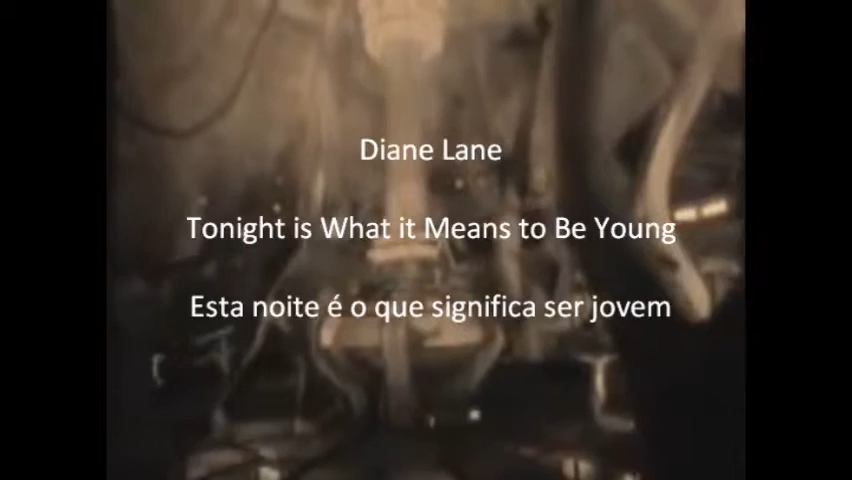 Diane Lane
Tonight is What it Means to Be Young
Esta noite é o que significa ser jovem